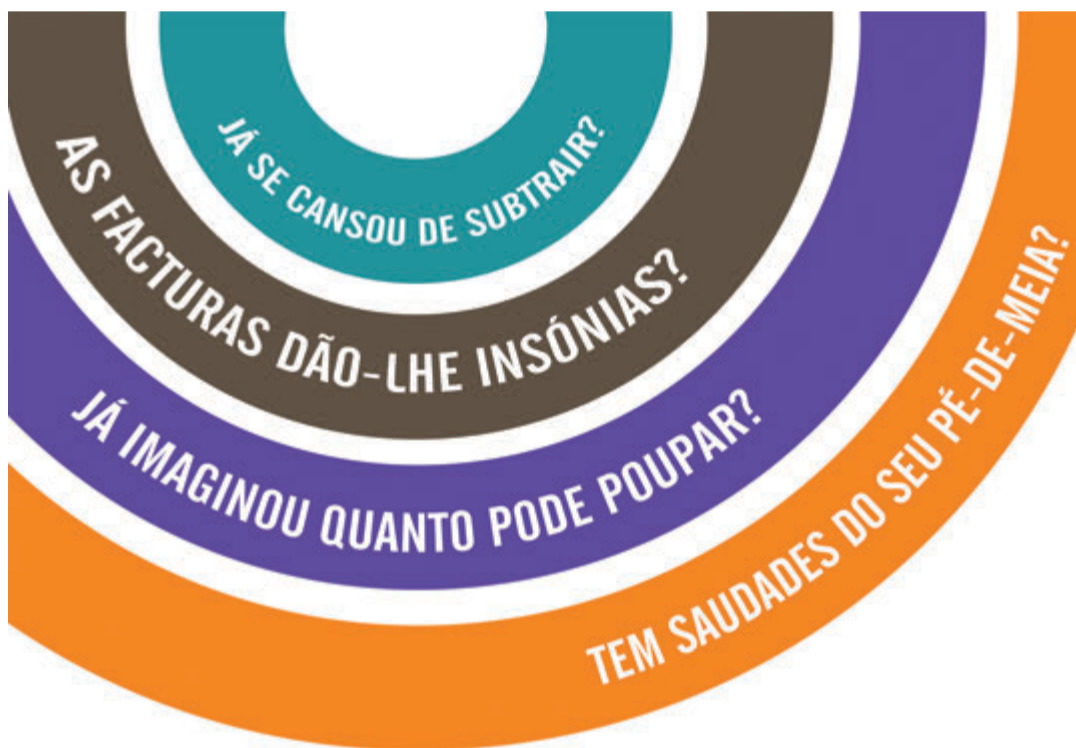 JÁ SE CANSOU DE SUBTRAIR?
AS FACTURAS DÃO-LHE INSÓNIAS?
JÁ IMAGINOU QUANTO PODE POUPAR?
TEM SAUDADES DO SEU PÉ-DE-MEIA?